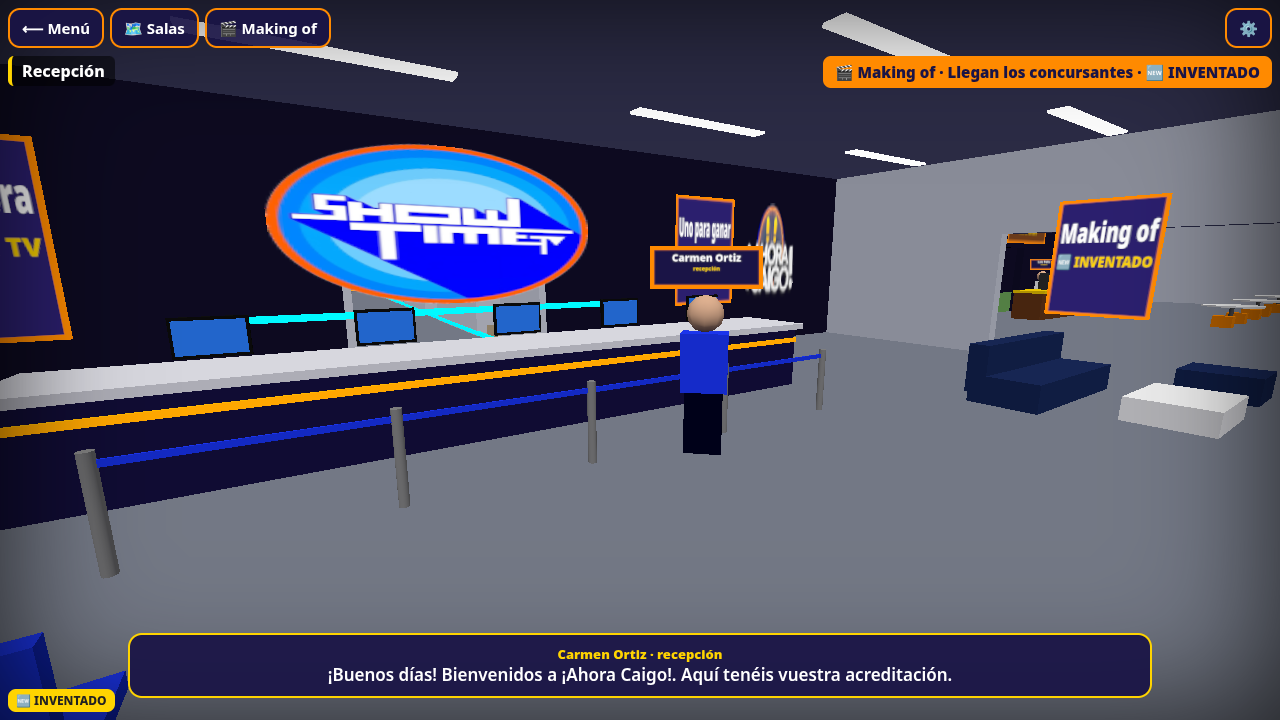 ⟵ Menú
🗺️ Salas
🎬 Making of
⚙️
Recepción
🎬 Making of · Llegan los concursantes · 🆕 INVENTADO
ra
TV
SHOW
TIME TV
Uno para ganar
¡AHORA
CAIGO!
Carmen Ortiz
recepción
Making of
🆕 INVENTADO
Carmen Ortiz · recepción
¡Buenos días! Bienvenidos a ¡Ahora Caigo!. Aquí tenéis vuestra acreditación.
🆕 INVENTADO